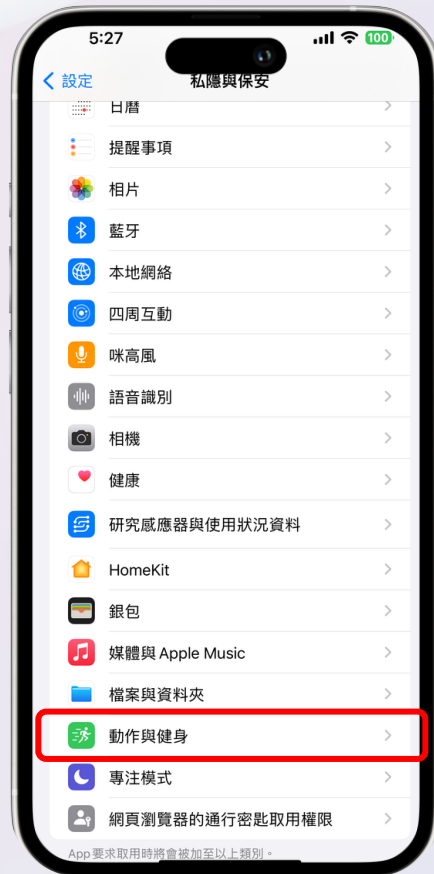 5:27
100
設定
私隱與保安
日曆
提醒事項
相片
藍牙
本地網絡
四周互動
咪高風
語音識別
相機
健康
研究感應器與使用狀況資料
HomeKit
銀包
媒體與 Apple Music
檔案與資料夾
動作與健身
專注模式
網頁瀏覽器的通行密匙取用權限
App 要求取用時將會被加至以上類別。